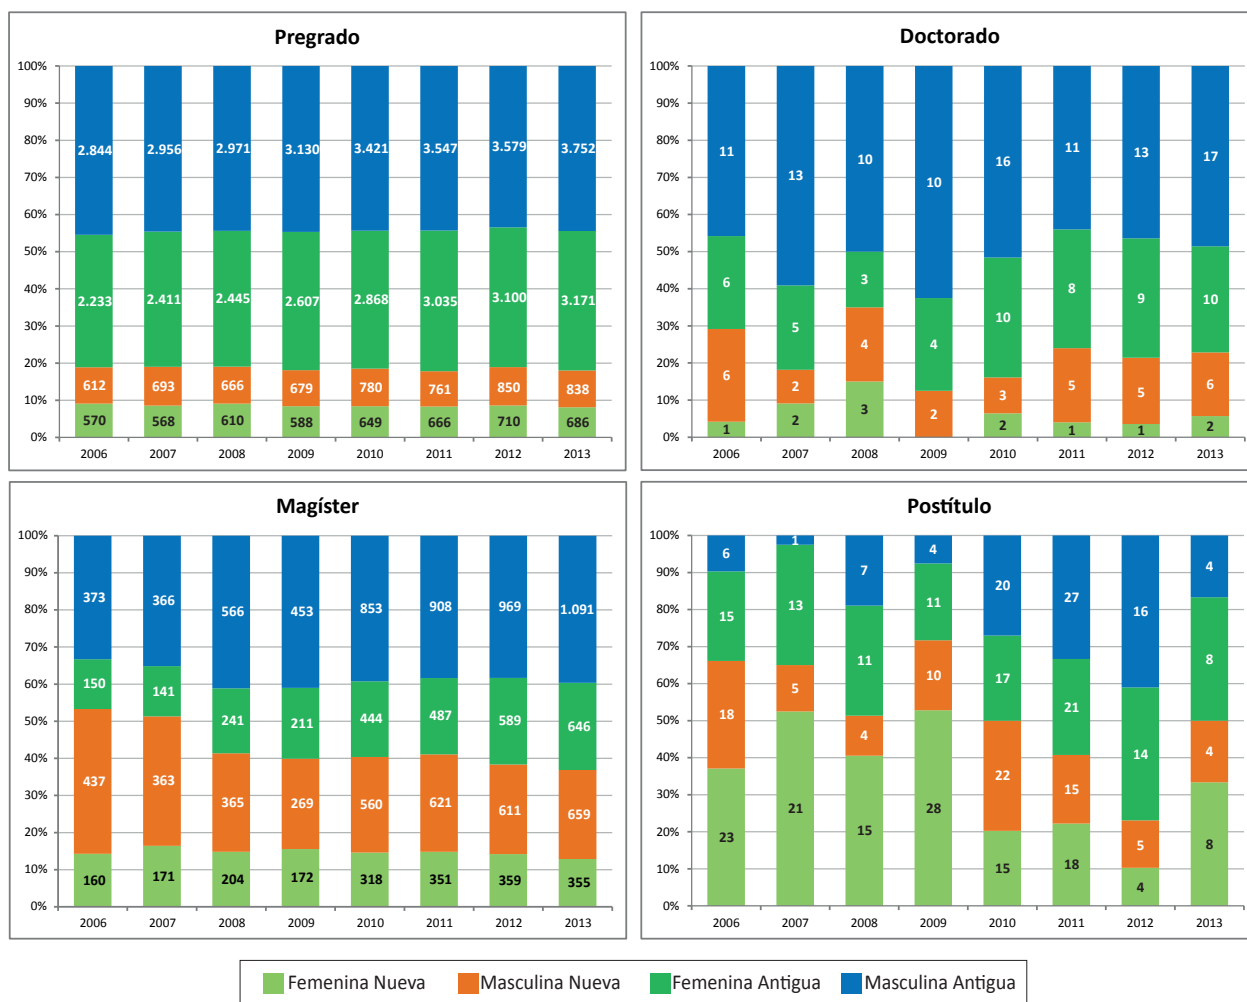 Pregrado
100%
90%
80%
70%
60%
50%
40%
30%
20%
10%
0%
2.844 2.956 2.971 3.130 3.421 3.547 3.579 3.752
2.233 2.411 2.445 2.607 2.868 3.035 3.100 3.171
612 693 666 679 780 761 850 838
570 568 610 588 649 666 710 686
2006 2007 2008 2009 2010 2011 2012 2013
Doctorado
100%
90%
80%
70%
60%
50%
40%
30%
20%
10%
0%
11 13 10 10 16 11 13 17
6 5 3 4 10 8 9 10
6 2 4 2 3 5 5 6
1 2 3 2 1 1 2
2006 2007 2008 2009 2010 2011 2012 2013
Magíster
100%
90%
80%
70%
60%
50%
40%
30%
20%
10%
0%
373 366 566 453 853 908 969 1.091
150 141 241 211 444 487 589 646
437 363 365 269 560 621 611 659
160 171 204 172 318 351 359 355
2006 2007 2008 2009 2010 2011 2012 2013
Postítulo
100%
90%
80%
70%
60%
50%
40%
30%
20%
10%
0%
6 1 7 4 20 27 16 4
15 13 11 11 17 21 14 8
18 5 4 10 22 15 5 4
23 21 15 28 15 18 4 8
2006 2007 2008 2009 2010 2011 2012 2013
Femenina Nueva Masculina Nueva Femenina Antigua Masculina Antigua